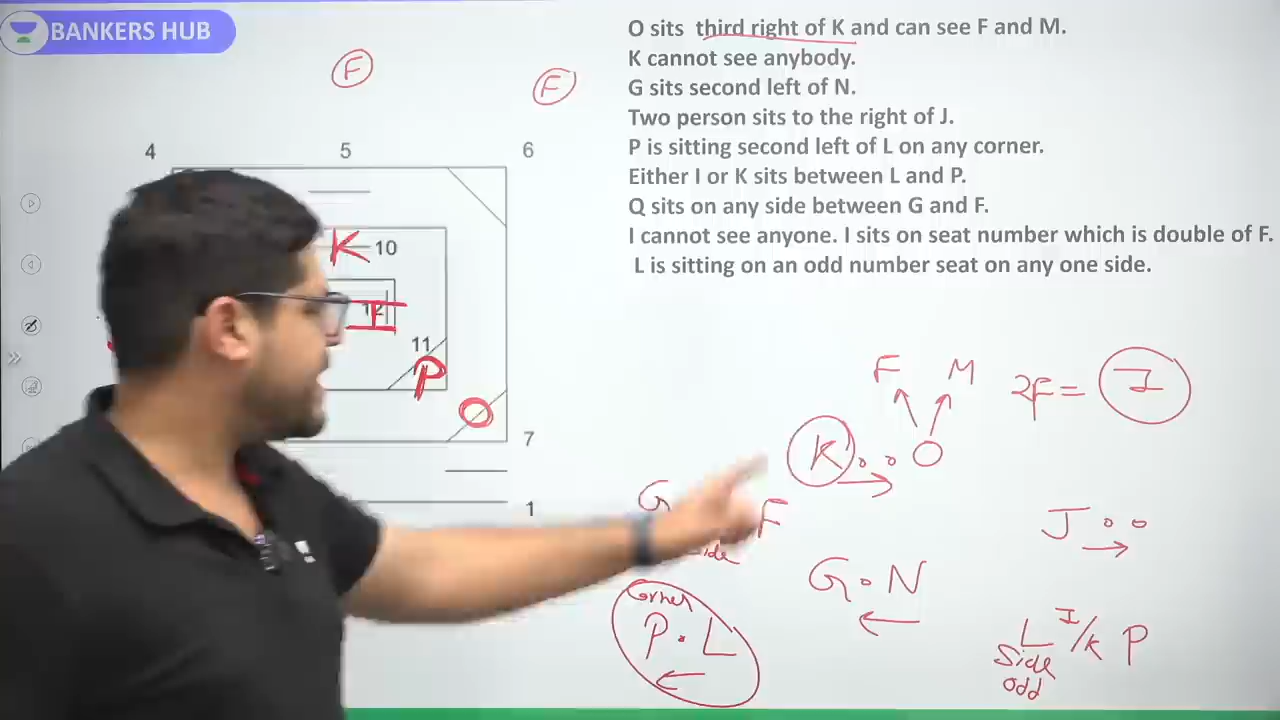 BANKERS HUB
O sits third right of K and can see F and M.
K cannot see anybody.
G sits second left of N.
Two person sits to the right of J.
P is sitting second left of L on any corner.
Either I or K sits between L and P.
Q sits on any side between G and F.
I cannot see anyone. I sits on seat number which is double of F.
L is sitting on an odd number seat on any one side.
F
F
4 5 6
K 10
12
11
P
O
7
1
F M
2F = I
K o o O
G F
side
J o o
G o N
Corner
P . L
L I/K P
Side
odd